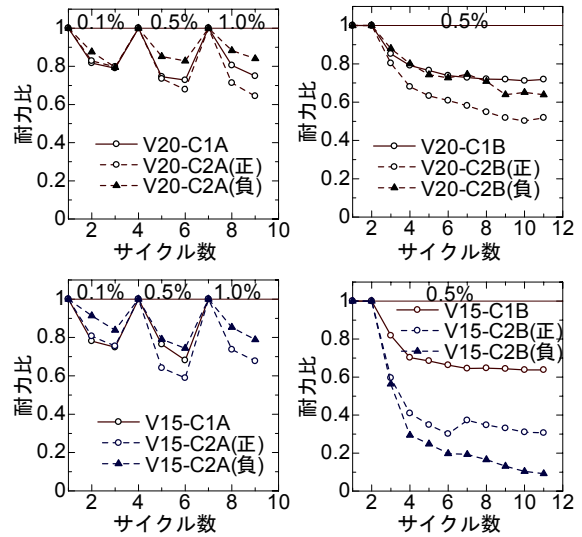 0.1% 0.5% 1.0%
1
0.8
0.6
0.4
0.2
0
耐力比
V20-C1A
V20-C2A(正)
V20-C2A(負)
2 4 6 8 10
サイクル数
0.5%
1
0.8
0.6
0.4
0.2
0
耐力比
V20-C1B
V20-C2B(正)
V20-C2B(負)
0 2 4 6 8 10 12
サイクル数
0.1% 0.5% 1.0%
1
0.8
0.6
0.4
0.2
0
耐力比
V15-C1A
V15-C2A(正)
V15-C2A(負)
2 4 6 8 10
サイクル数
0.5%
1
0.8
0.6
0.4
0.2
0
耐力比
V15-C1B
V15-C2B(正)
V15-C2B(負)
0 2 4 6 8 10 12
サイクル数